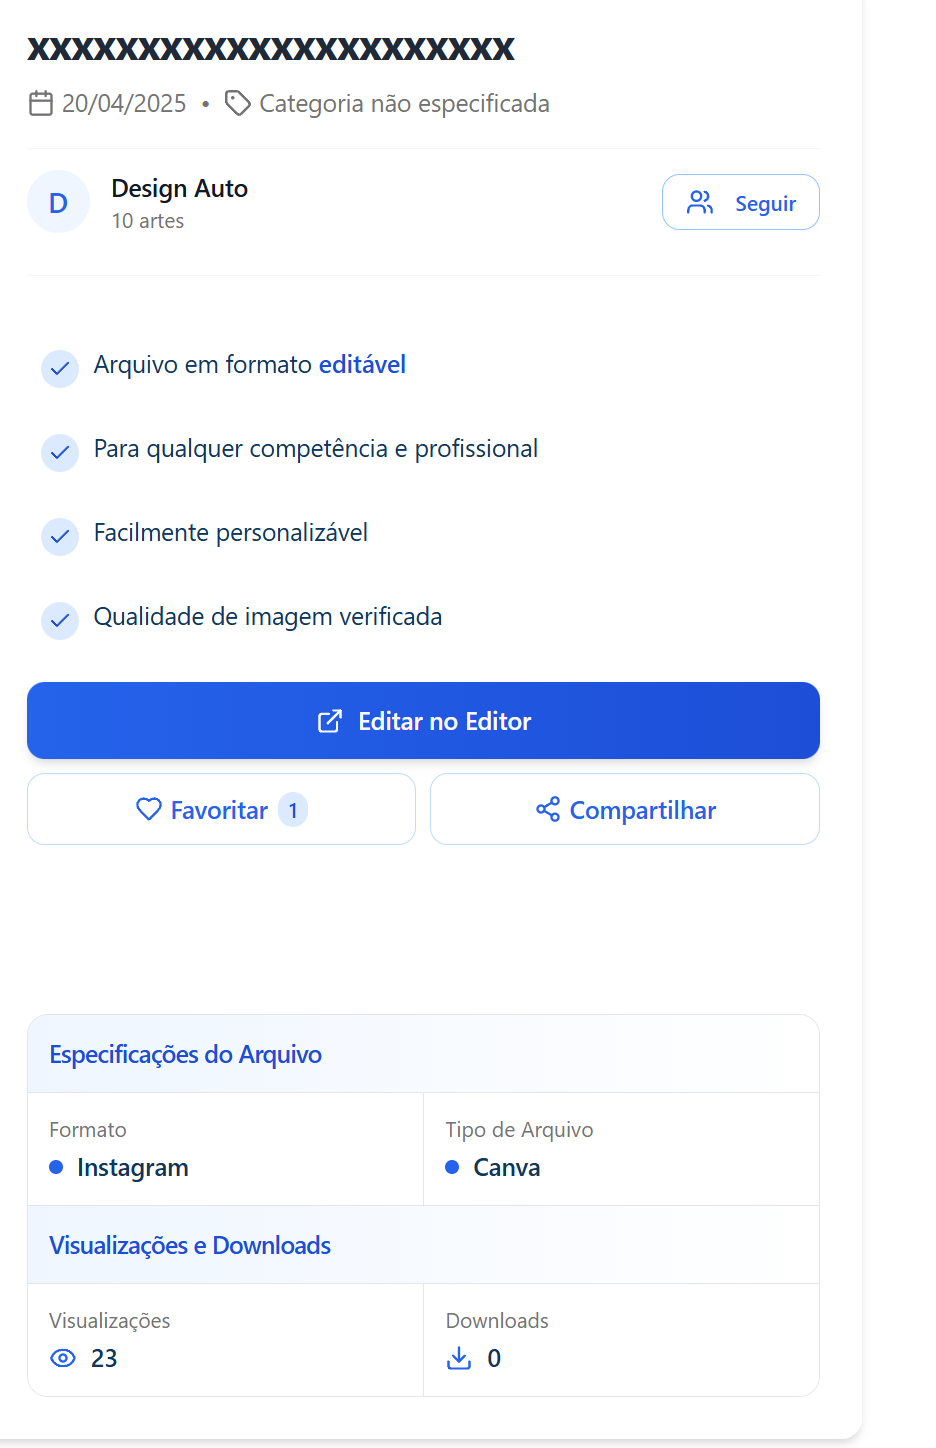 xxxxxxxxxxxxxxxxxxxxxx
20/04/2025 • Categoria não especificada
D
Design Auto
10 artes
Seguir
Arquivo em formato editável
Para qualquer competência e profissional
Facilmente personalizável
Qualidade de imagem verificada
Editar no Editor
Favoritar 1
Compartilhar
Especificações do Arquivo
Formato
Instagram
Tipo de Arquivo
Canva
Visualizações e Downloads
Visualizações
23
Downloads
0